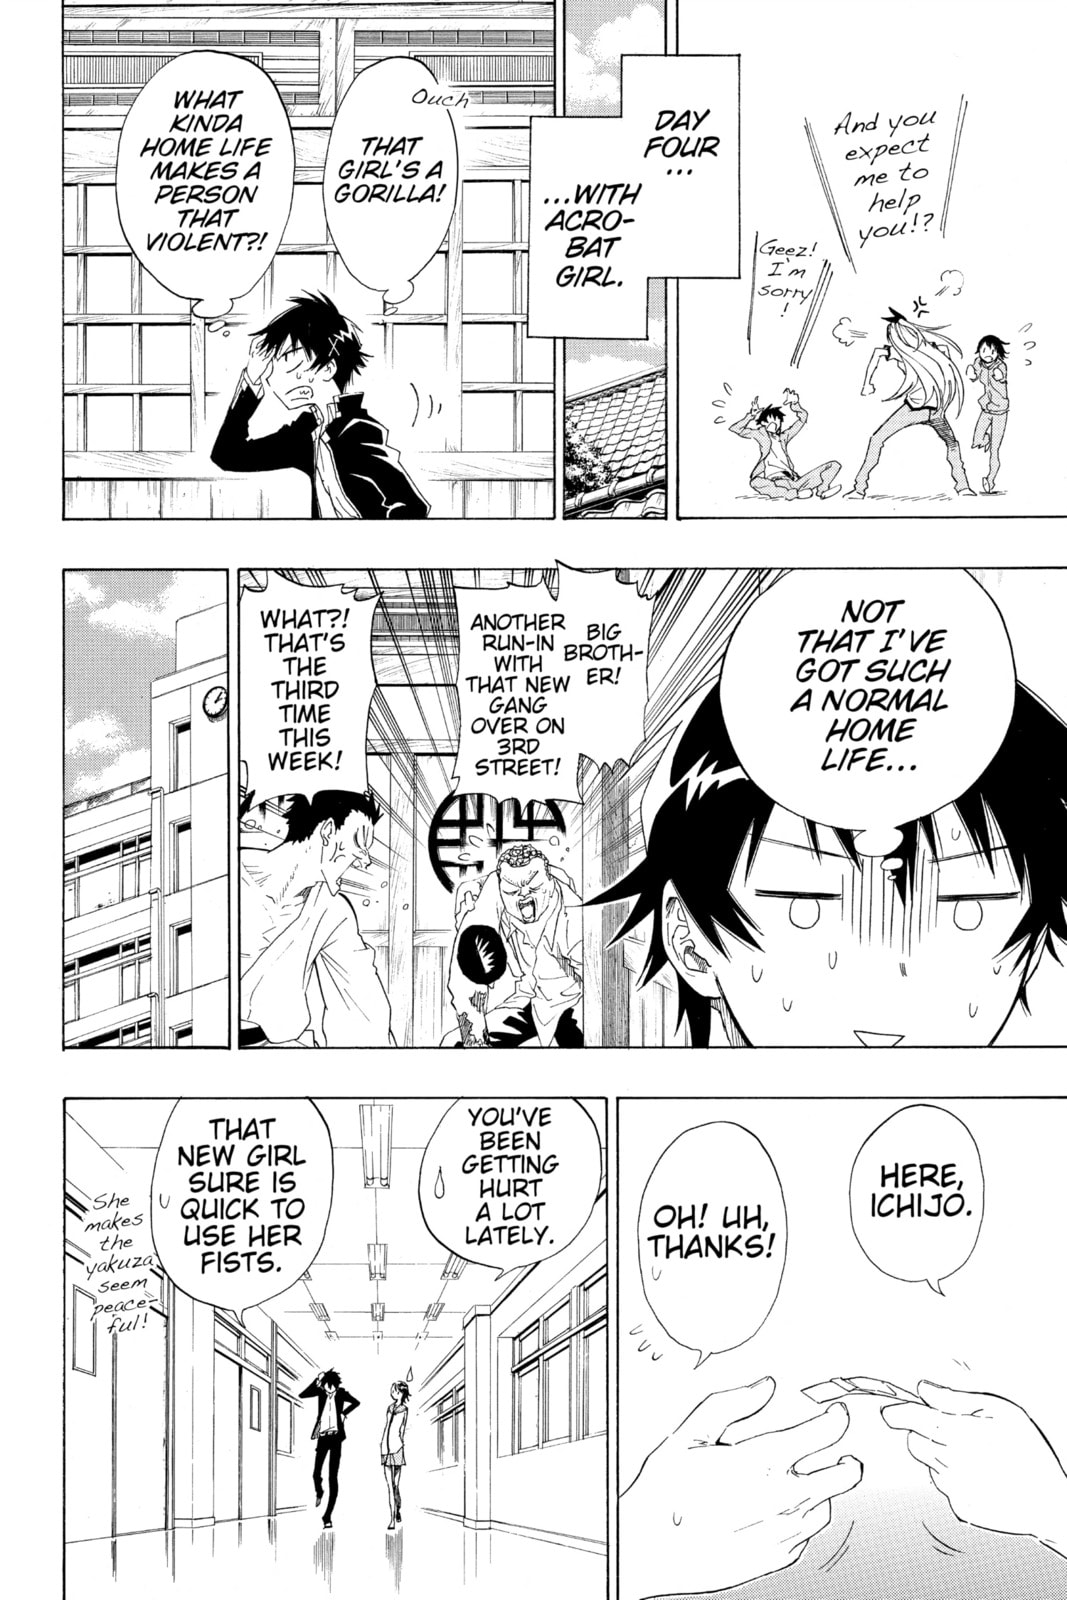 And you
expect
me to
help
you!?
Geez!
I'm
sorry
!
DAY
FOUR
...
...WITH
ACRO-
BAT
GIRL.
Ouch
THAT
GIRL'S A
GORILLA!
WHAT
KINDA
HOME LIFE
MAKES A
PERSON
THAT
VIOLENT?!
NOT
THAT I'VE
GOT SUCH
A NORMAL
HOME
LIFE...
BIG
BROTH-
ER!
ANOTHER
RUN-IN
WITH
THAT NEW
GANG
OVER ON
3RD
STREET!
WHAT?!
THAT'S
THE
THIRD
TIME
THIS
WEEK!
HERE,
ICHIJO.
OH! UH,
THANKS!
YOU'VE
BEEN
GETTING
HURT
A LOT
LATELY.
THAT
NEW GIRL
SURE IS
QUICK TO
USE HER
FISTS.
She
makes
the
yakuza
seem
peace-
ful!